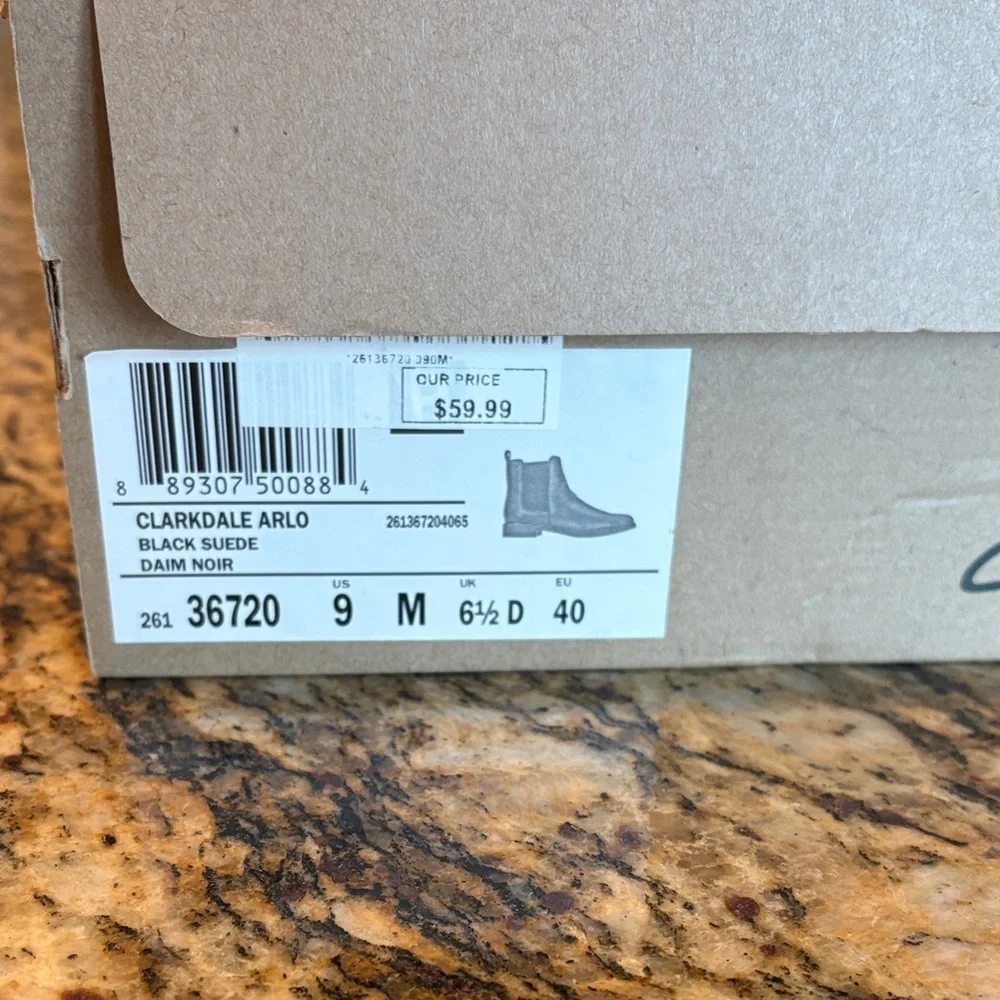 *26136720 090M*
OUR PRICE
$59.99
8 89307 50088 4
CLARKDALE ARLO 261367204065
BLACK SUEDE
DAIM NOIR
US UK EU
261 36720 9 M 6½ D 40